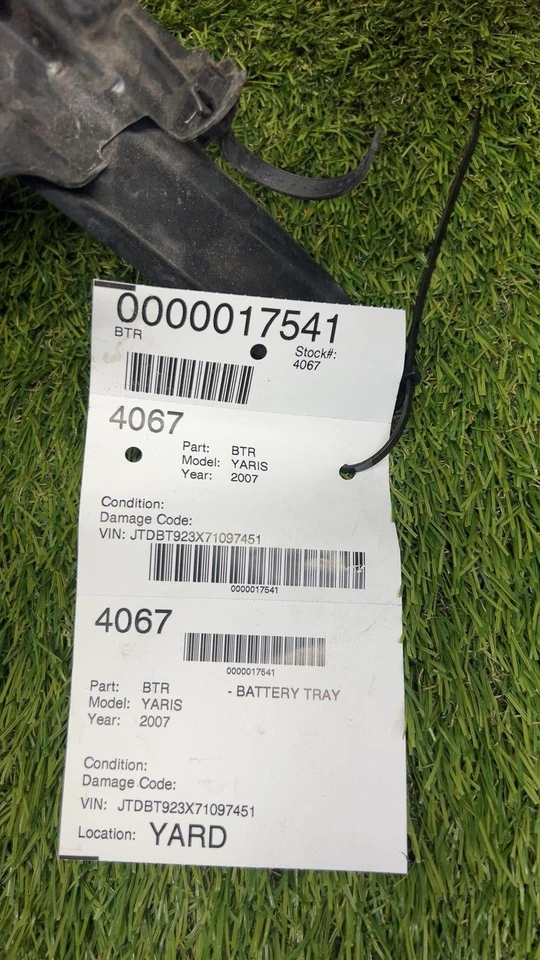 0000017541
BTR
Stock#:
4067
4067
Part: BTR
Model: YARIS
Year: 2007
Condition:
Damage Code:
VIN: JTDBT923X71097451
0000017541
4067
0000017541
Part: BTR - BATTERY TRAY
Model: YARIS
Year: 2007
Condition:
Damage Code:
VIN: JTDBT923X71097451
Location: YARD